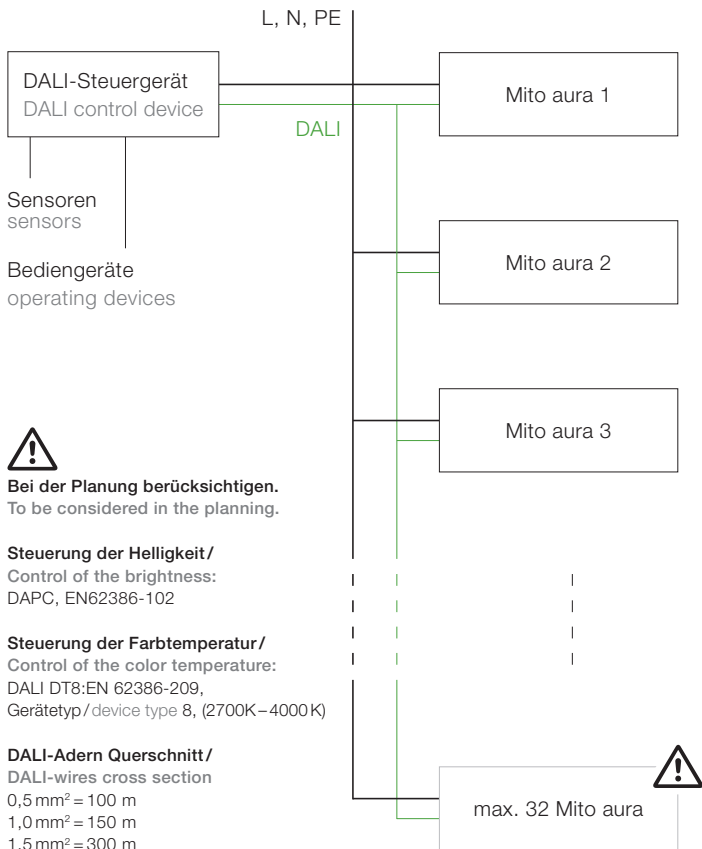 L, N, PE
DALI-Steuergerät
DALI control device
Mito aura 1
DALI
Sensoren
sensors
Mito aura 2
Bediengeräte
operating devices
Mito aura 3
Bei der Planung berücksichtigen.
To be considered in the planning.
Steuerung der Helligkeit/
Control of the brightness:
DAPC, EN62386-102
Steuerung der Farbtemperatur/
Control of the color temperature:
DALI DT8:EN 62386-209,
Gerätetyp/device type 8, (2700K–4000K)
DALI-Adern Querschnitt/
DALI-wires cross section
0,5 mm² = 100 m
1,0 mm² = 150 m
1,5 mm² = 300 m
max. 32 Mito aura